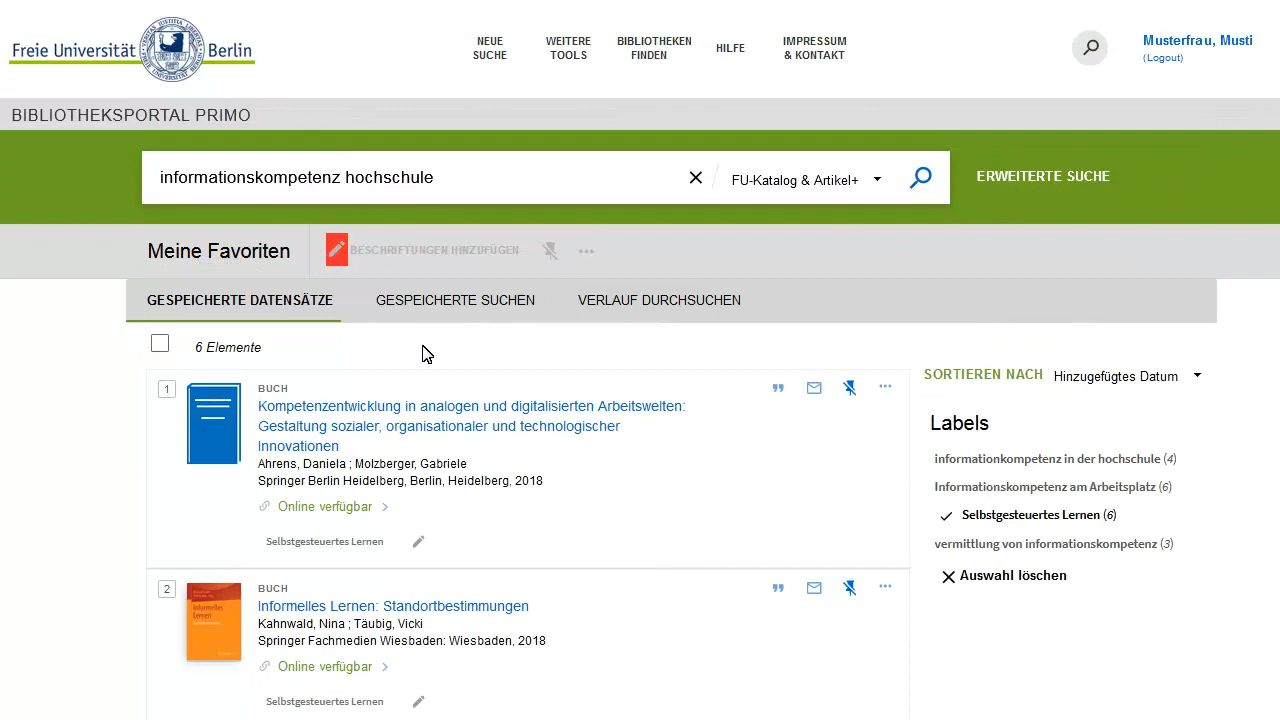 Freie Universität Berlin
NEUE SUCHE
WEITERE TOOLS
BIBLIOTHEKEN FINDEN
HILFE
IMPRESSUM & KONTAKT
Musterfrau, Musti
(Logout)
BIBLIOTHEKSPORTAL PRIMO
informationskompetenz hochschule
FU-Katalog & Artikel+
ERWEITERTE SUCHE
Meine Favoriten
BESCHRIFTUNGEN HINZUFÜGEN
GESPEICHERTE DATENSÄTZE
GESPEICHERTE SUCHEN
VERLAUF DURCHSUCHEN
6 Elemente
1
BUCH
Kompetenzentwicklung in analogen und digitalisierten Arbeitswelten:
Gestaltung sozialer, organisationaler und technologischer
Innovationen
Ahrens, Daniela ; Molzberger, Gabriele
Springer Berlin Heidelberg, Berlin, Heidelberg, 2018
Online verfügbar
Selbstgesteuertes Lernen
2
BUCH
Informelles Lernen: Standortbestimmungen
Kahnwald, Nina ; Täubig, Vicki
Springer Fachmedien Wiesbaden: Wiesbaden, 2018
Online verfügbar
Selbstgesteuertes Lernen
Informelles
Lernen
SORTIEREN NACH Hinzugefügtes Datum
Labels
informationkompetenz in der hochschule (4)
Informationskompetenz am Arbeitsplatz (6)
Selbstgesteuertes Lernen (6)
vermittlung von informationskompetenz (3)
Auswahl löschen